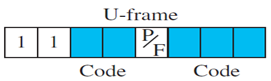 U-frame
1 1 P/F
Code Code